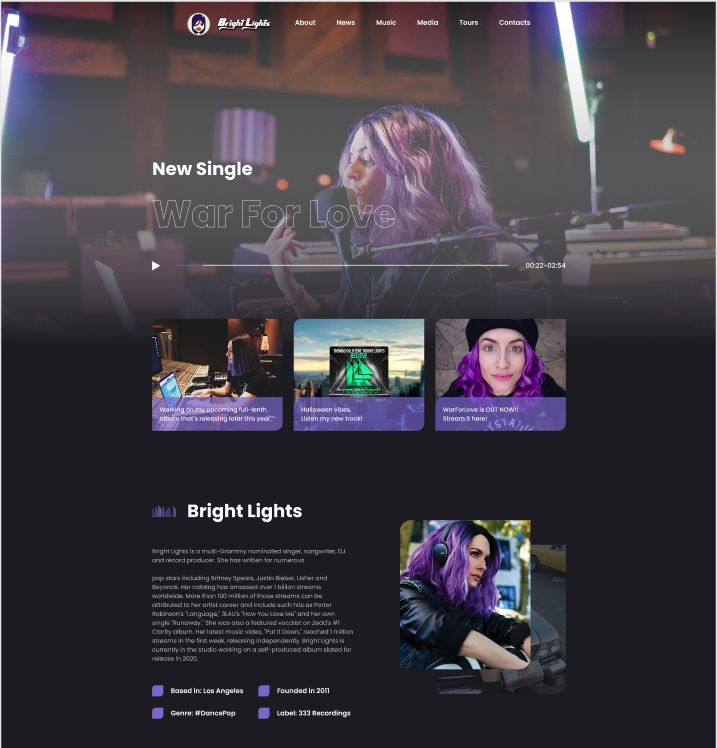 Bright Lights
About
News
Music
Media
Tours
Contacts
New Single
War For Love
00:22-02:54
THOMAS GOLD FEAT. BRIGHT LIGHTS
BELIEVE
revealed
Working on my upcoming full-lenth
album that's releasing later this year.
Halloween vibes.
Listen my new track!
WarForLove is OUT NOW!!
Stream it here!
Bright Lights
Bright Lights is a multi-Grammy nominated singer, songwriter, DJ
and record producer. She has written for numerous
pop stars including Britney Spears, Justin Bieber, Usher and
Beyoncé. Her catalog has amassed over 1 billion streams
worldwide. More than 100 million of those streams can be
attributed to her artist career and include such hits as Porter
Robinson's "Language," 3LAU's "How You Love Me" and her own
single "Runaway." She was also a featured vocalist on Zedd's #1
Clarity album. Her latest music video, "Put It Down," reached 1 million
streams in the first week, releasing independently. Bright Lights is
currently in the studio working on a self-produced album slated for
release in 2020.
Based in: Los Angeles
Founded in 2011
Genre: #DancePop
Label: 333 Recordings